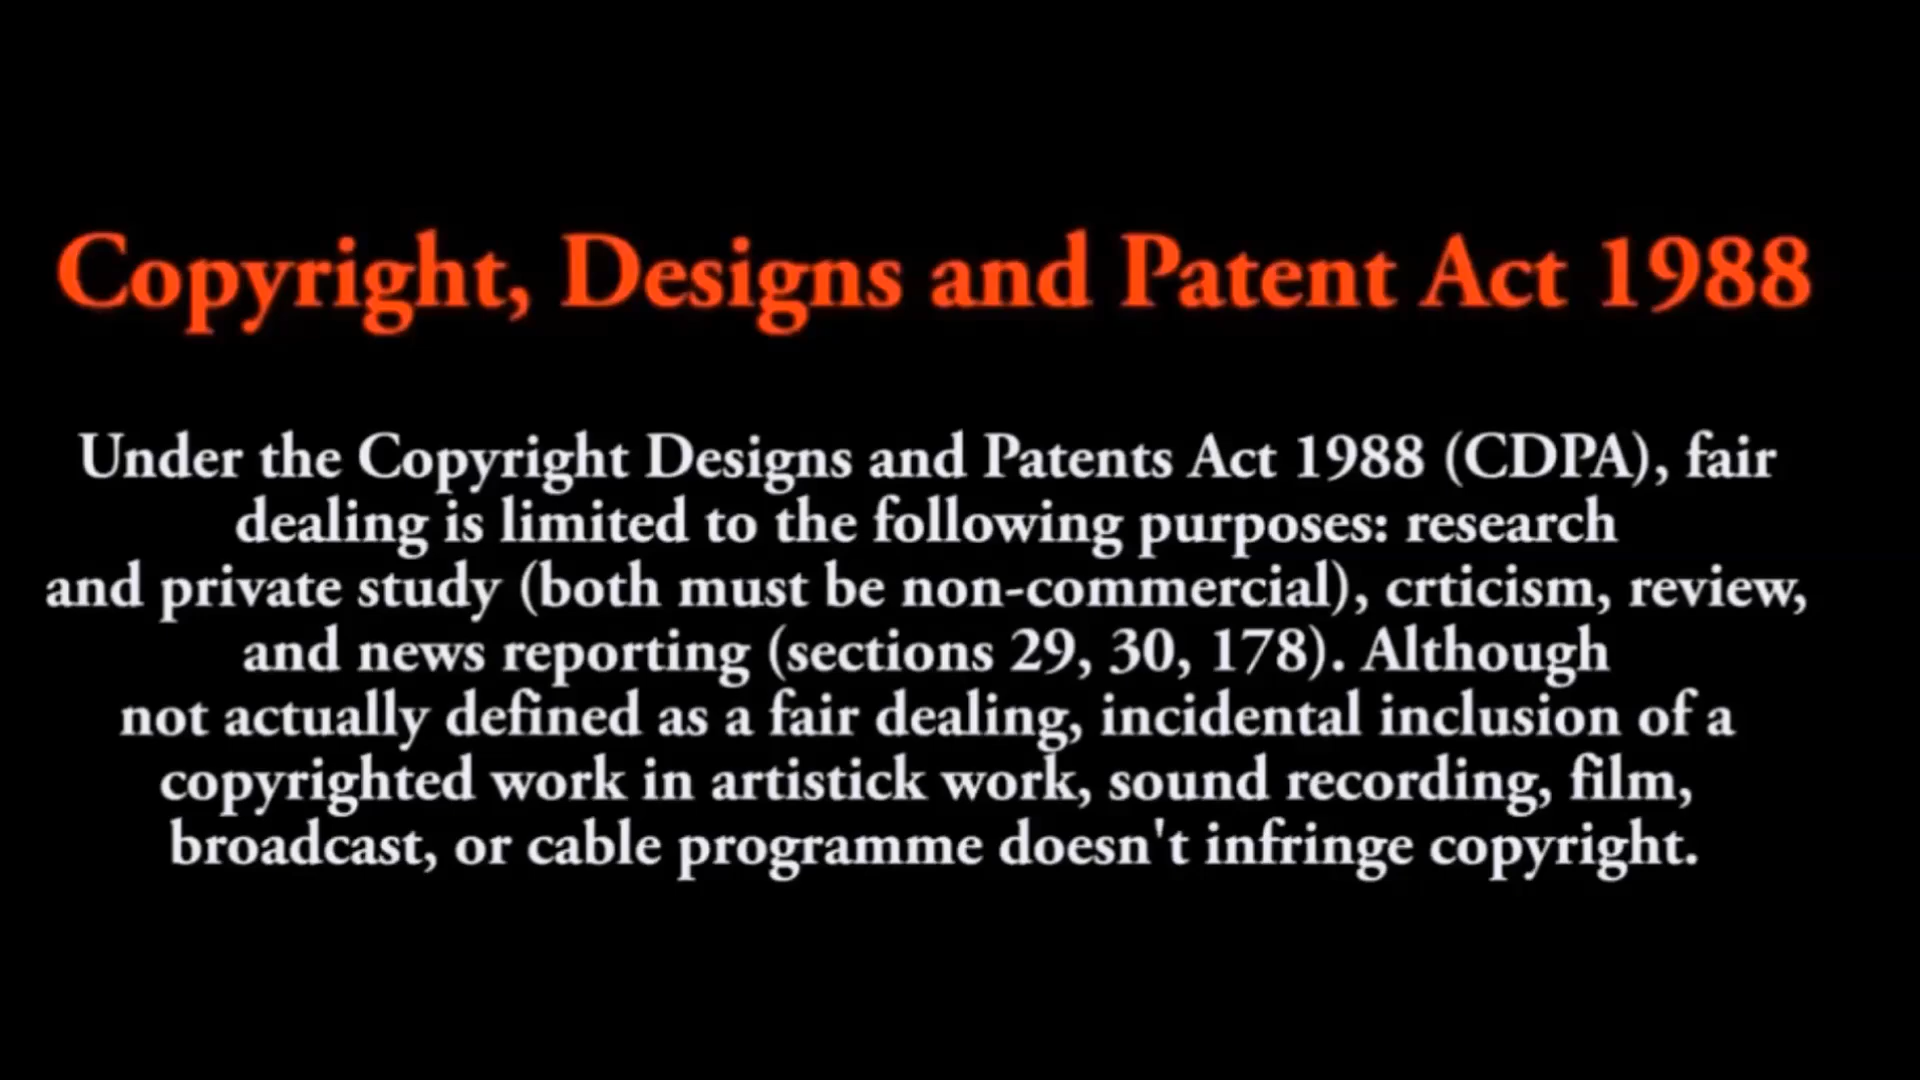 Copyright, Designs and Patent Act 1988
Under the Copyright Designs and Patents Act 1988 (CDPA), fair
dealing is limited to the following purposes: research
and private study (both must be non-commercial), crticism, review,
and news reporting (sections 29, 30, 178). Although
not actually defined as a fair dealing, incidental inclusion of a
copyrighted work in artistick work, sound recording, film,
broadcast, or cable programme doesn't infringe copyright.